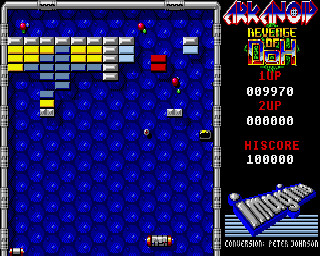 ARKANOID
REVENGE
OF
DOH
1UP
009970
2UP
000000
HISCORE
100000
CONVERSION: PETER JOHNSON